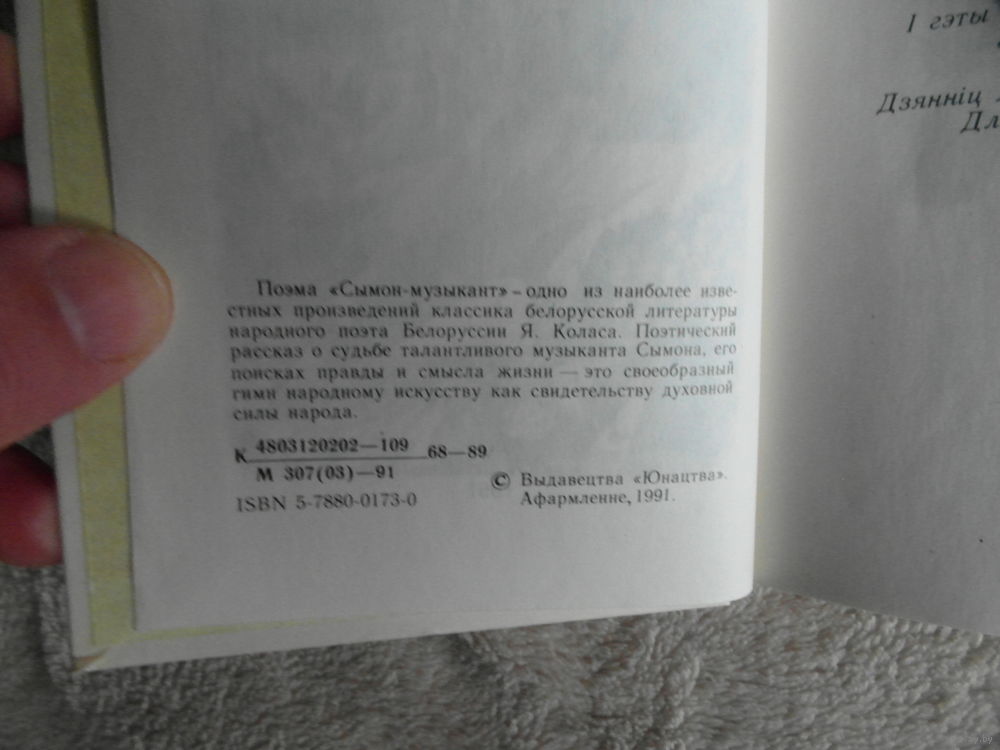 Поэма «Сымон-музыкант» – одно из наиболее изве-
стных произведений классика белорусской литературы
народного поэта Белоруссии Я. Коласа. Поэтический
рассказ о судьбе талантливого музыканта Сымона, его
поисках правды и смысла жизни — это своеобразный
гимн народному искусству как свидетельству духовной
силы народа.
К 4803120202—109 68—89
М 307(03)—91
ISBN 5-7880-0173-0
© Выдавецтва «Юнацтва».
Афармленне, 1991.
І гэты
Дзянніц